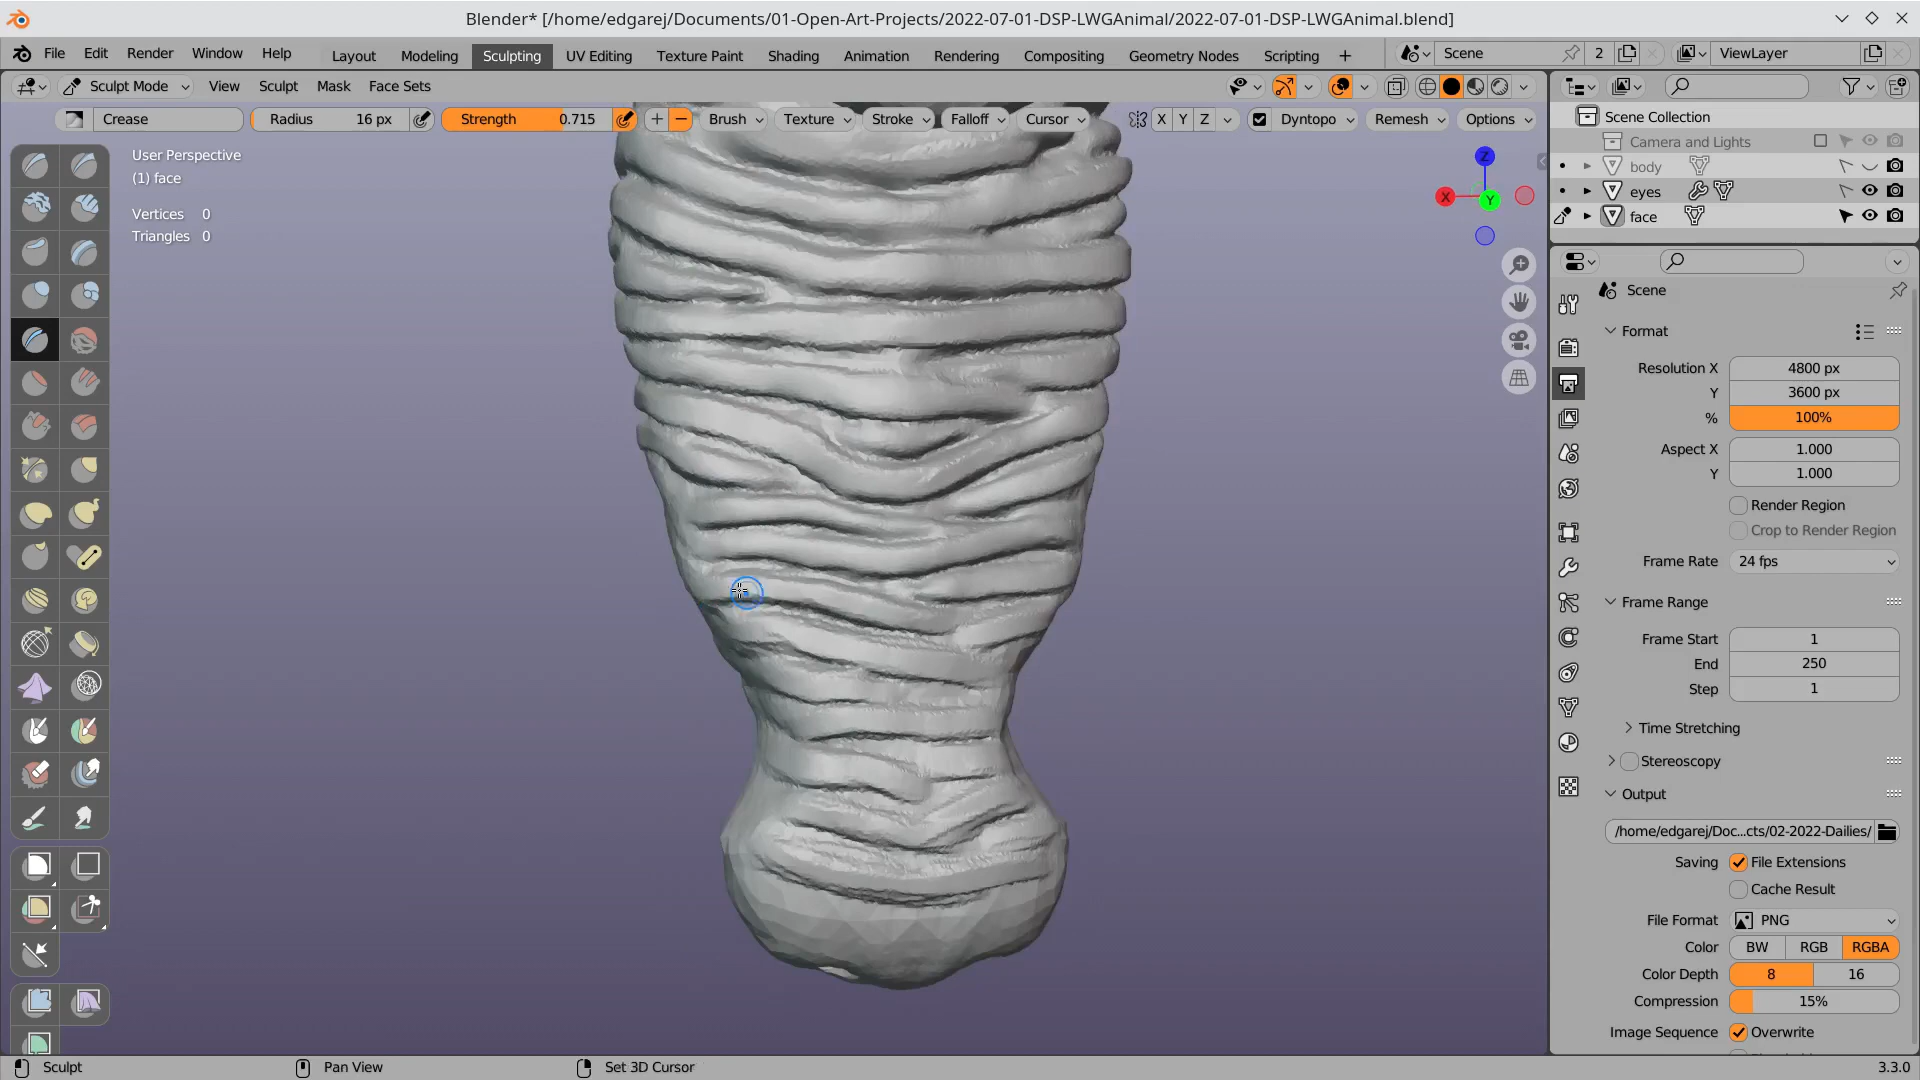 Blender* [/home/edgarej/Documents/01-Open-Art-Projects/2022-07-01-DSP-LWGAnimal/2022-07-01-DSP-LWGAnimal.blend]
File Edit Render Window Help Layout Modeling Sculpting UV Editing Texture Paint Shading Animation Rendering Compositing Geometry Nodes Scripting + Scene 2 ViewLayer
Sculpt Mode View Sculpt Mask Face Sets
Crease Radius 16 px Strength 0.715 Brush Texture Stroke Falloff Cursor X Y Z Dyntopo Remesh Options
User Perspective
(1) face
Vertices 0
Triangles 0
Z
X
Y
Scene Collection
Camera and Lights
body
eyes
face
Scene
Format
Resolution X 4800 px
Y 3600 px
% 100%
Aspect X 1.000
Y 1.000
Render Region
Crop to Render Region
Frame Rate 24 fps
Frame Range
Frame Start 1
End 250
Step 1
Time Stretching
Stereoscopy
Output
/home/edgarej/Doc...cts/02-2022-Dailies/
Saving File Extensions
Cache Result
File Format PNG
Color BW RGB RGBA
Color Depth 8 16
Compression 15%
Image Sequence Overwrite
Sculpt Pan View Set 3D Cursor 3.3.0